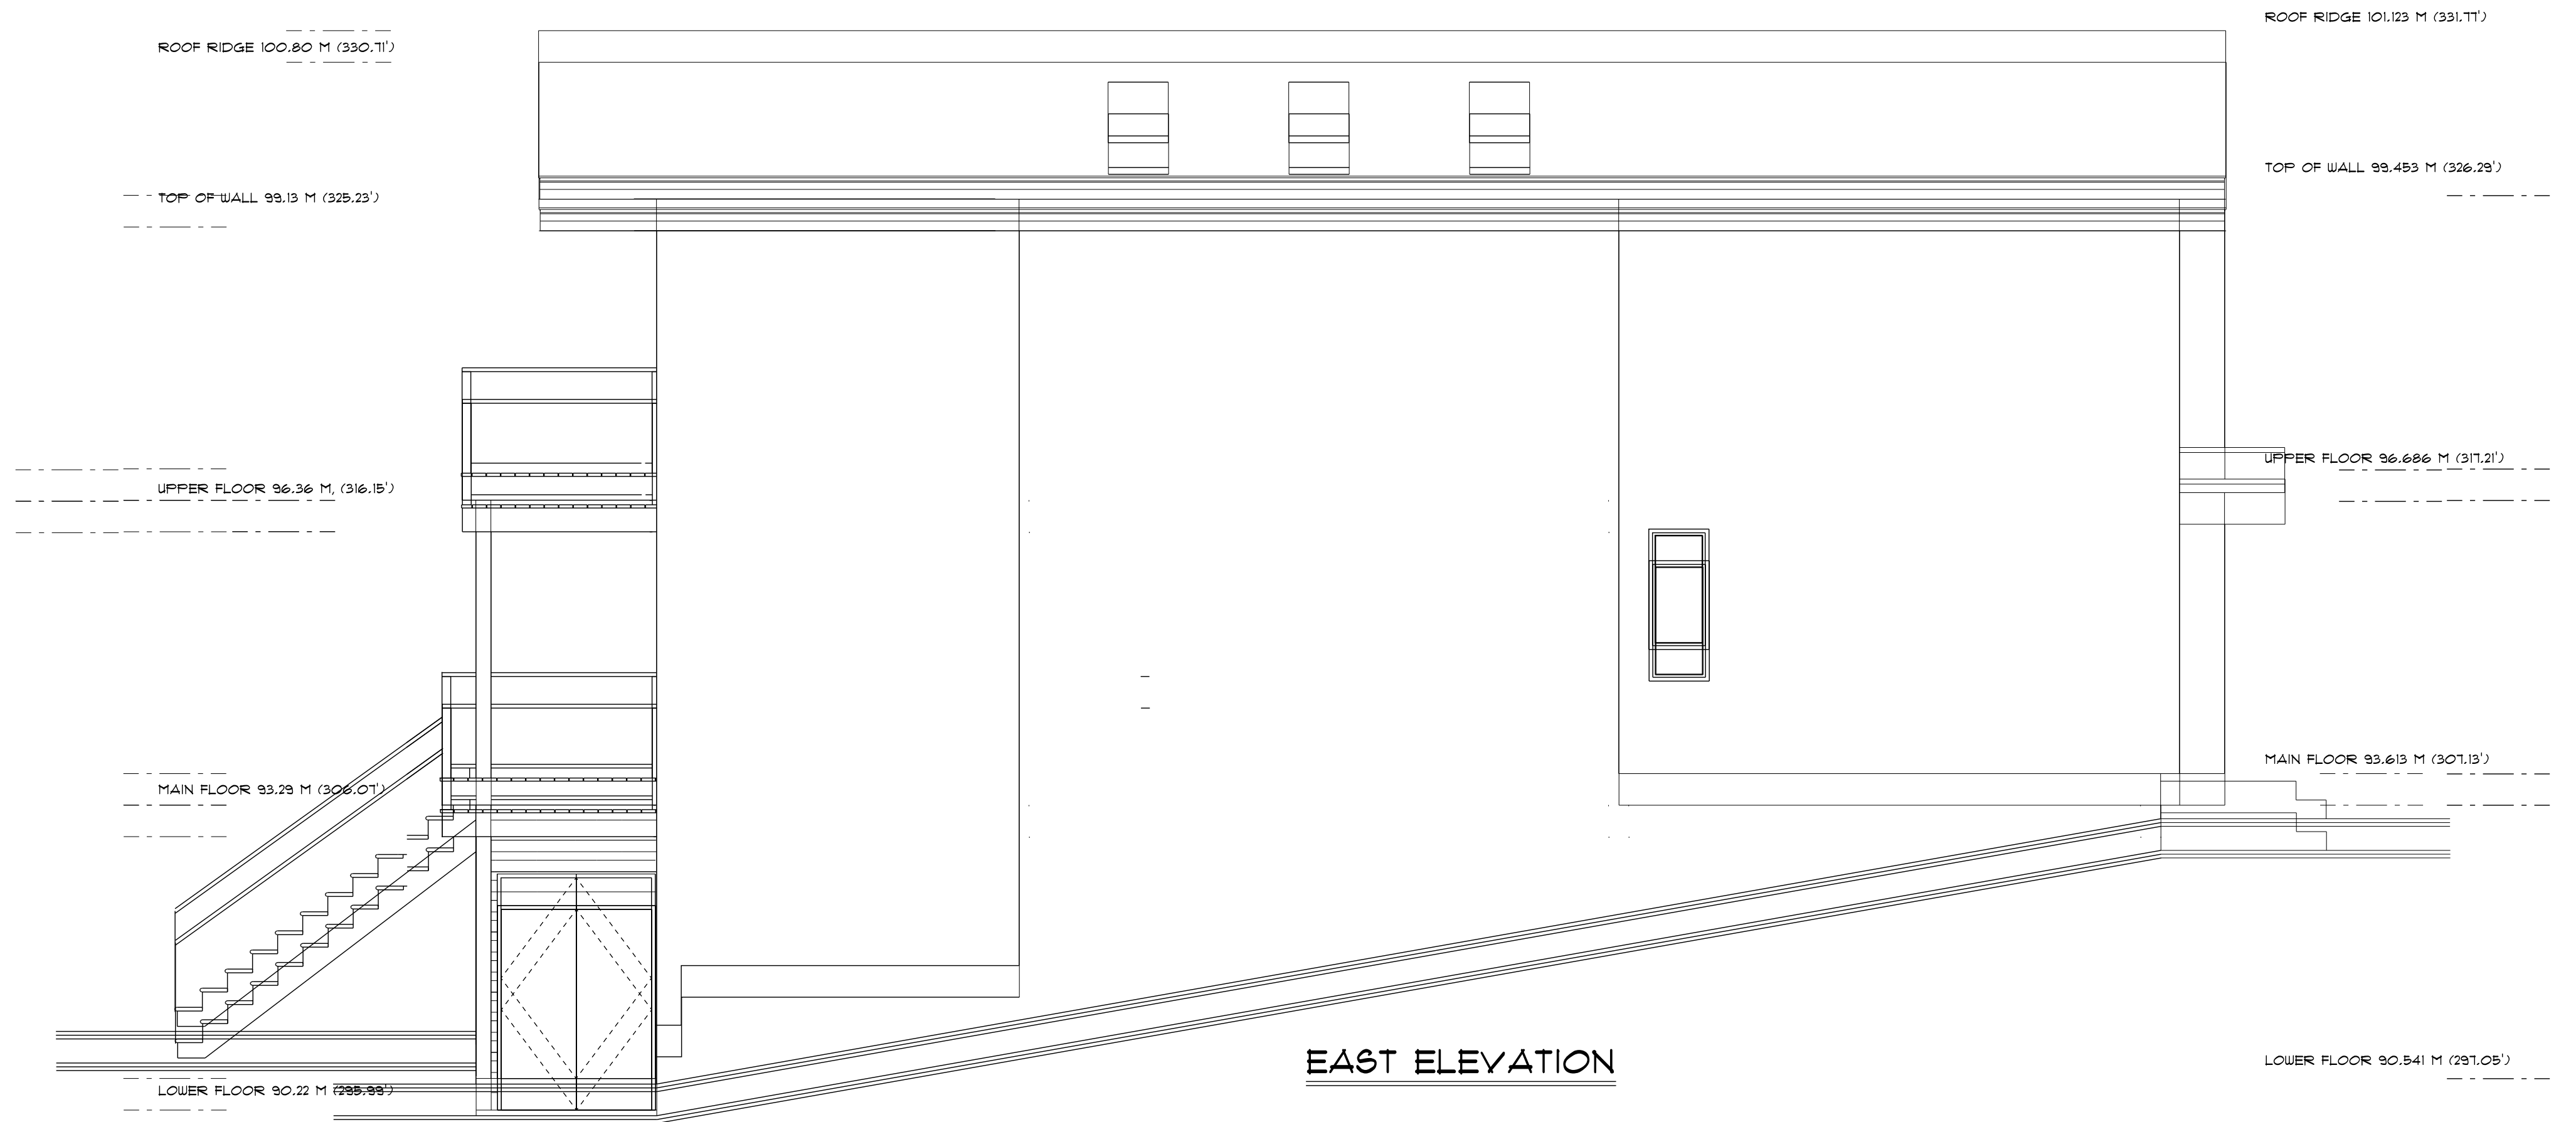 ROOF RIDGE 101.123 M (331.77')
ROOF RIDGE 100.80 M (330.71')
TOP OF WALL 99.453 M (326.29')
TOP OF WALL 99.13 M (325.23')
UPPER FLOOR 96.686 M (317.21')
UPPER FLOOR 96.36 M, (316.15')
MAIN FLOOR 93.613 M (307.13')
MAIN FLOOR 93.29 M (306.07')
EAST ELEVATION
LOWER FLOOR 90.541 M (297.05')
LOWER FLOOR 90.22 M (295.99')